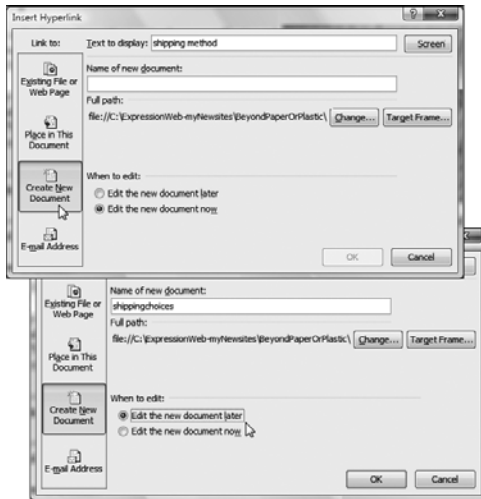 Insert Hyperlink
Link to:
Text to display: shipping method
Screen
Existing File or
Web Page
Place in This
Document
Create New
Document
E-mail Address
Name of new document:
Full path:
file://C:\ExpressionWeb-myNewsites\BeyondPaperOrPlastic\
Change...
Target Frame...
When to edit:
Edit the new document later
Edit the new document now
OK
Cancel
Existing File or
Web Page
Place in This
Document
Create New
Document
E-mail Address
Name of new document:
shippingchoices
Full path:
file://C:\ExpressionWeb-myNewsites\BeyondPaperOrPlastic\
Change...
Target Frame...
When to edit:
Edit the new document later
Edit the new document now
OK
Cancel